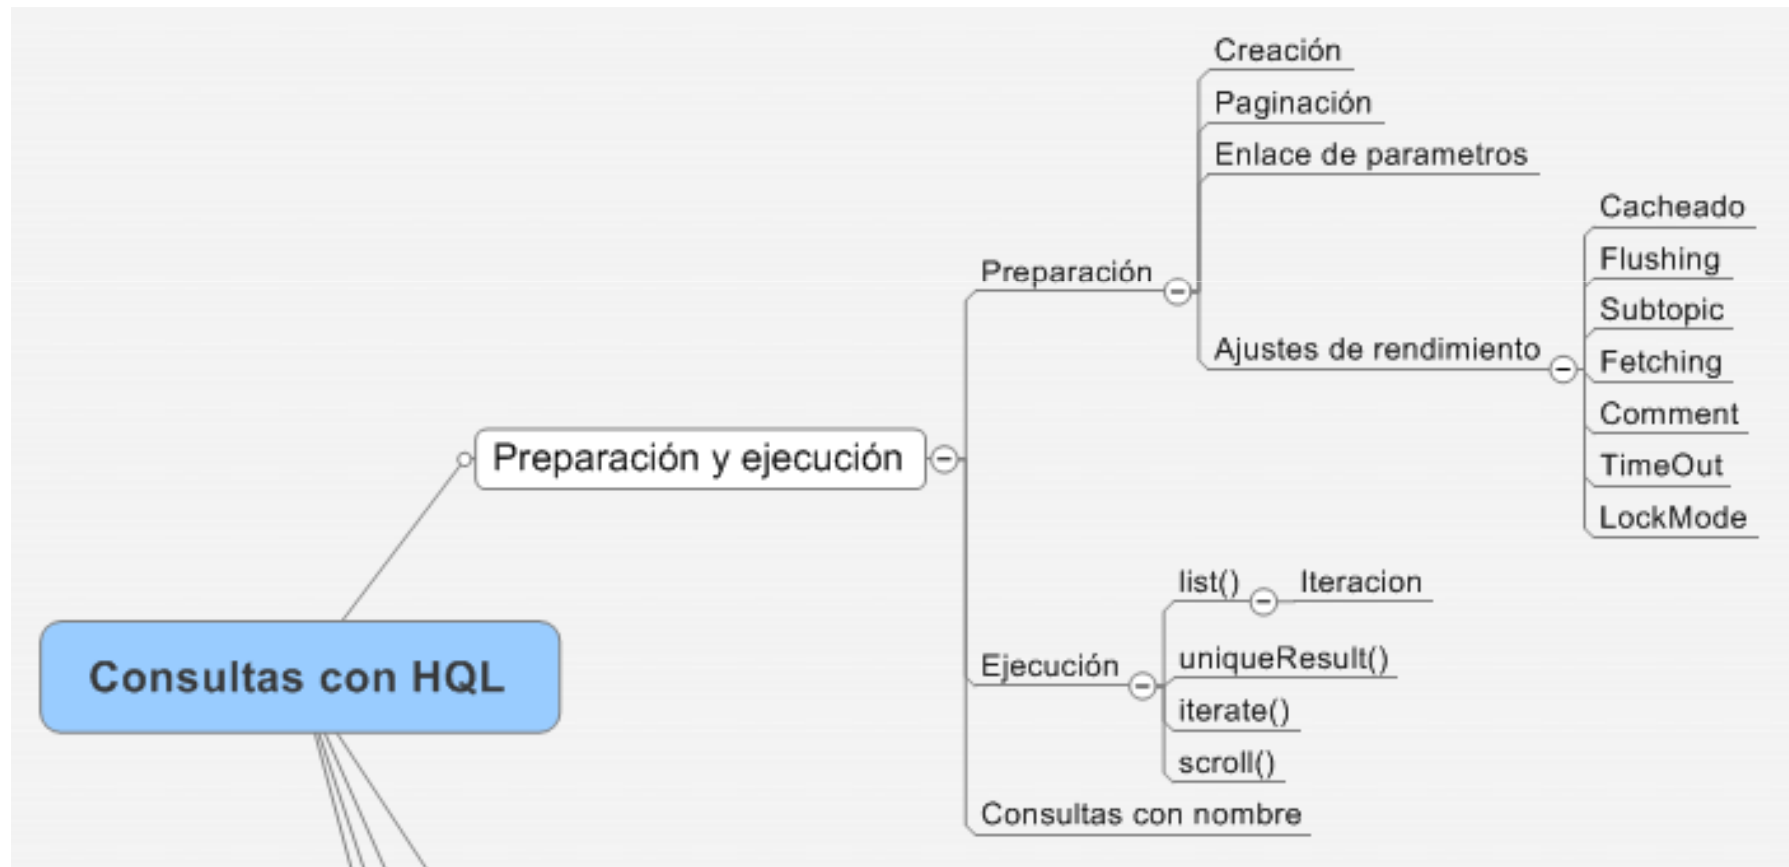 Creación
Paginación
Enlace de parametros
Cacheado
Flushing
Preparación
Subtopic
Ajustes de rendimiento
Fetching
Comment
Preparación y ejecución
TimeOut
LockMode
list()
Iteracion
Consultas con HQL
Ejecución
uniqueResult()
iterate()
scroll()
Consultas con nombre